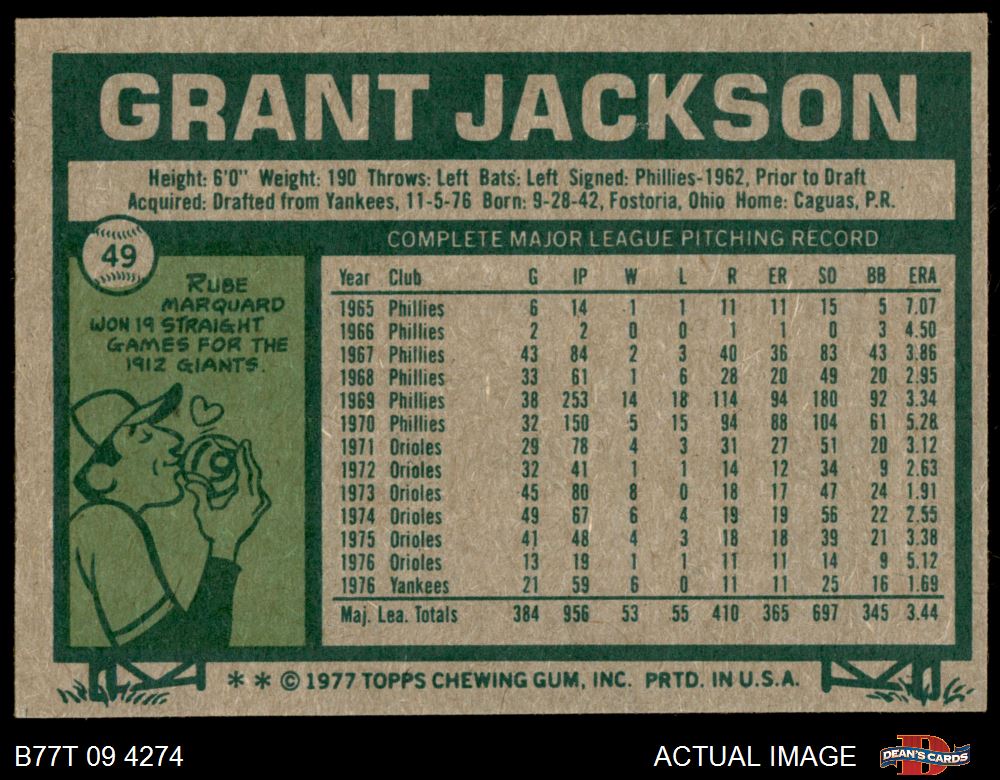 GRANT JACKSON
Height: 6'0" Weight: 190 Throws: Left Bats: Left Signed: Phillies-1962, Prior to Draft
Acquired: Drafted from Yankees, 11-5-76 Born: 9-28-42, Fostoria, Ohio Home: Caguas, P.R.
49
COMPLETE MAJOR LEAGUE PITCHING RECORD
RUBE
MARQUARD
WON 19 STRAIGHT
GAMES FOR THE
1912 GIANTS.
19
Year Club G IP W L R ER SO BB ERA
1965 Phillies 6 14 1 1 11 11 15 5 7.07
1966 Phillies 2 2 0 0 1 1 0 3 4.50
1967 Phillies 43 84 2 3 40 36 83 43 3.86
1968 Phillies 33 61 1 6 28 20 49 20 2.95
1969 Phillies 38 253 14 18 114 94 180 92 3.34
1970 Phillies 32 150 5 15 94 88 104 61 5.28
1971 Orioles 29 78 4 3 31 27 51 20 3.12
1972 Orioles 32 41 1 1 14 12 34 9 2.63
1973 Orioles 45 80 8 0 18 17 47 24 1.91
1974 Orioles 49 67 6 4 19 19 56 22 2.55
1975 Orioles 41 48 4 3 18 18 39 21 3.38
1976 Orioles 13 19 1 1 11 11 14 9 5.12
1976 Yankees 21 59 6 0 11 11 25 16 1.69
Maj. Lea. Totals 384 956 53 55 410 365 697 345 3.44
* * © 1977 TOPPS CHEWING GUM, INC. PRTD. IN U.S.A.
B77T 09 4274
ACTUAL IMAGE
DEAN'S CARDS